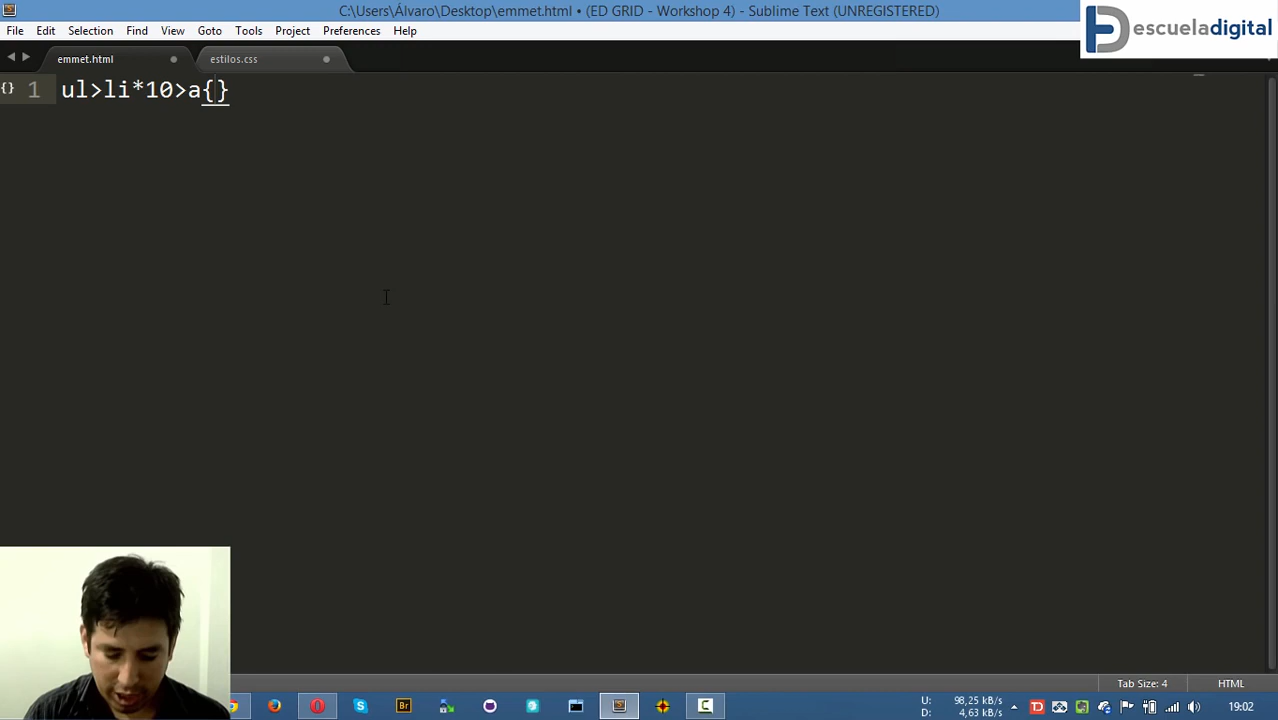 C:\Users\Álvaro\Desktop\emmet.html • (ED GRID - Workshop 4) - Sublime Text (UNREGISTERED)
escueladigital
File Edit Selection Find View Goto Tools Project Preferences Help
emmet.html estilos.css
{} 1 ul>li*10>a{}
Tab Size: 4 HTML
Br
U: 98,25 kB/s
D: 4,63 kB/s
19:02